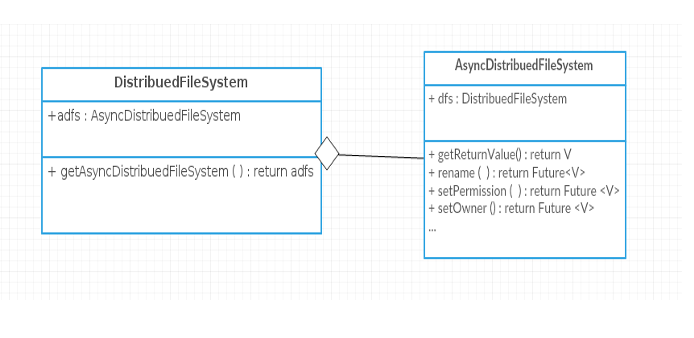 DistribuedFileSystem
+adfs : AsyncDistribuedFileSystem
+ getAsyncDistribuedFileSystem ( ) : return adfs
AsyncDistribuedFileSystem
+ dfs : DistribuedFileSystem
+ getReturnValue() : return V
+ rename ( ) : return Future<V>
+ setPermission ( ) : return Future <V>
+ setOwner () : return Future <V>
...